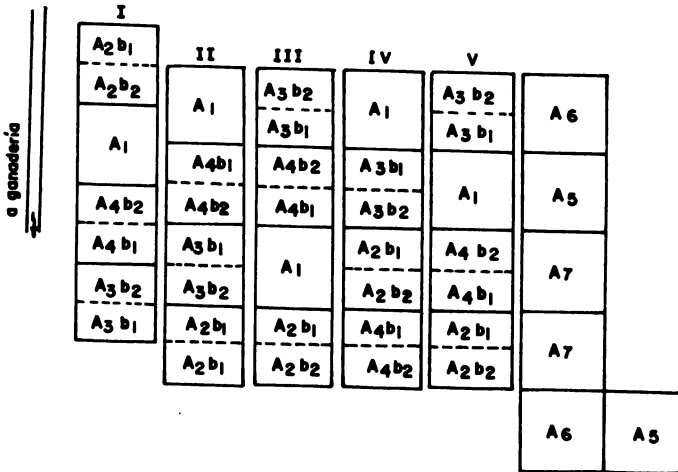 I
II
III
IV
V
a ganadería
A2b1
A2b2
A1
A4b2
A4b1
A3b2
A3b1
A1
A4b1
A4b2
A3b1
A3b2
A2b1
A2b1
A3b2
A3b1
A4b2
A4b1
A1
A2b1
A2b2
A1
A3b1
A3b2
A2b1
A2b2
A4b1
A4b2
A3b2
A3b1
A1
A4b2
A4b1
A2b1
A2b2
A6
A5
A7
A7
A6
A5